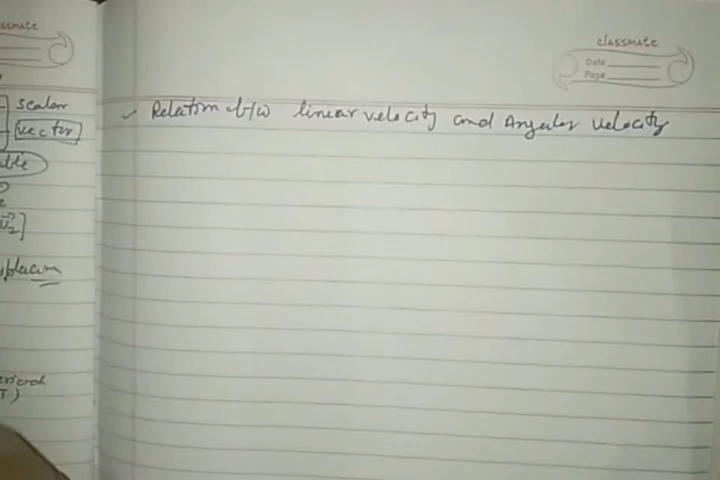 classmate
Date
Page
scalar
vector
✓ Relation b/w linear velocity and Angular velocity